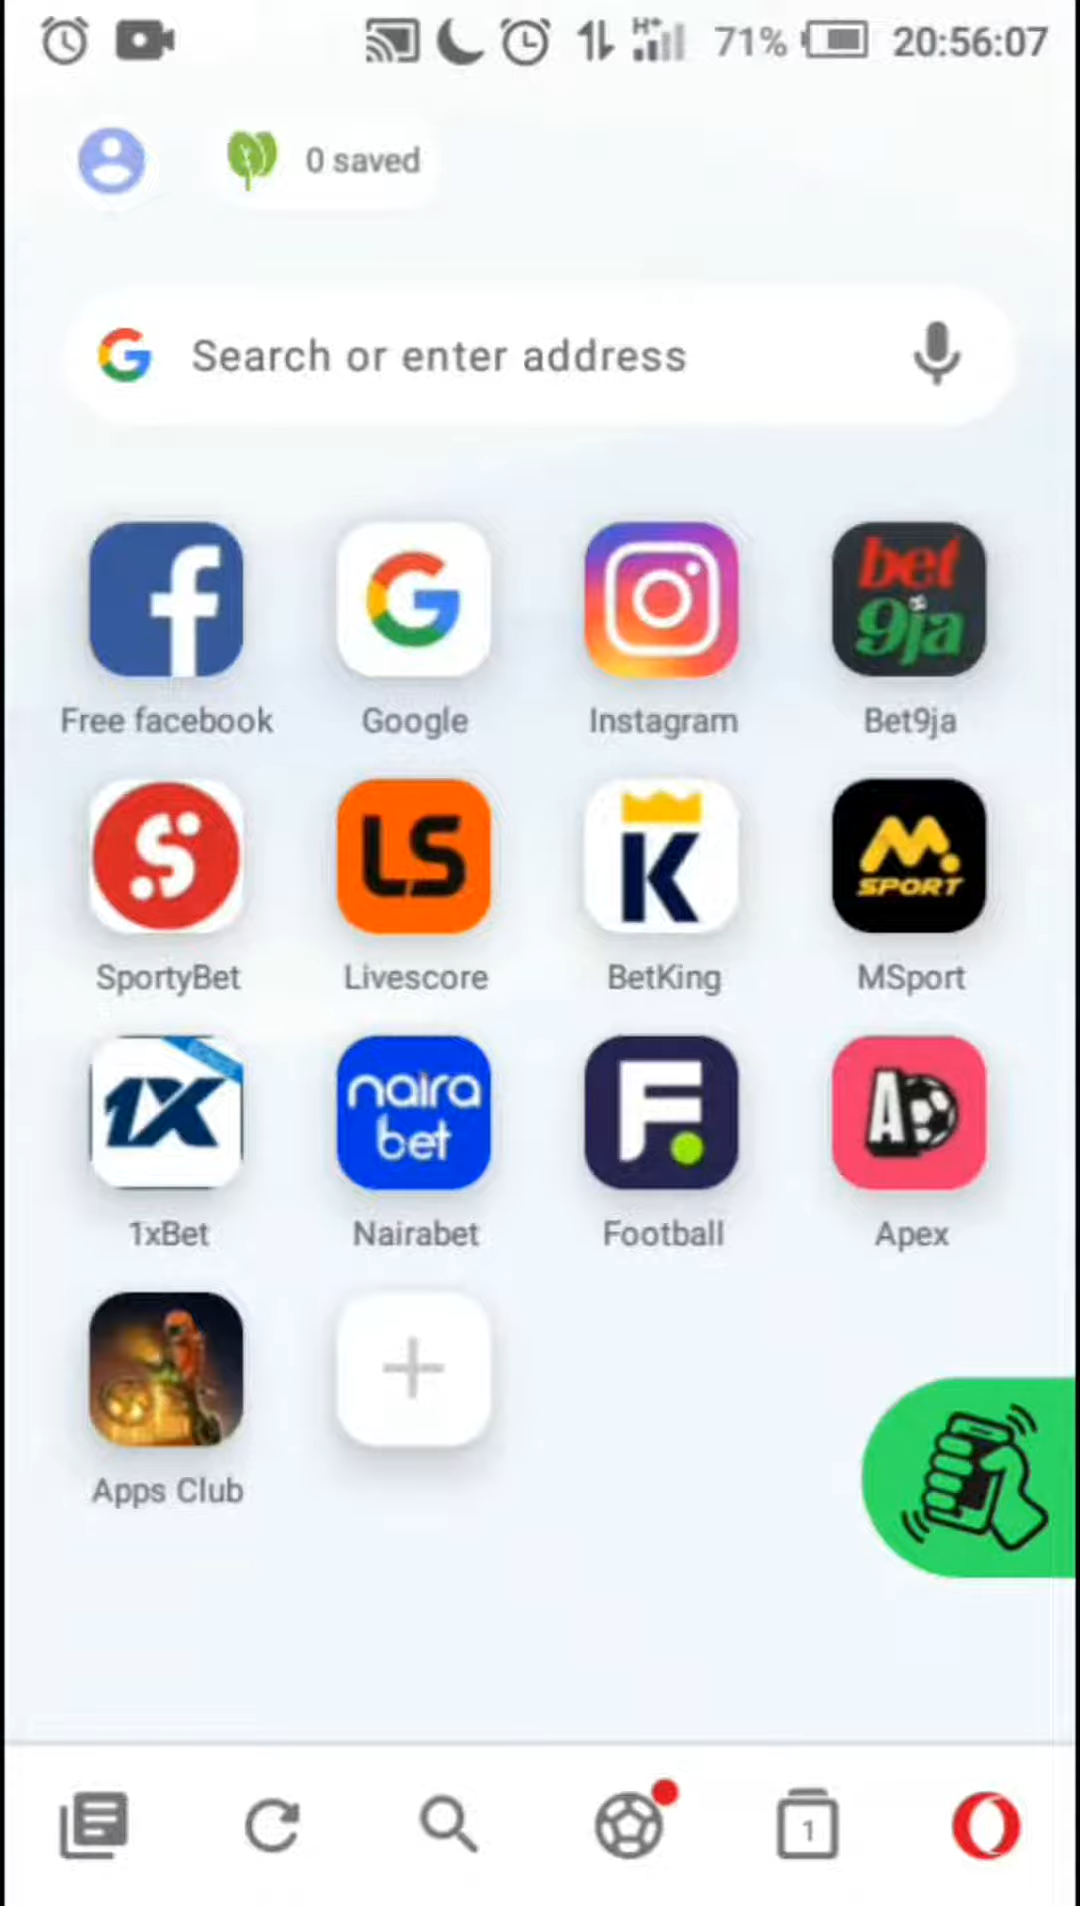 H+ 71% 20:56:07
0 saved
Search or enter address
bet
9ja
Free facebook Google Instagram Bet9ja
LS K M
SPORT
SportyBet Livescore BetKing MSport
1X naira
bet F A
1xBet Nairabet Football Apex
Apps Club
1